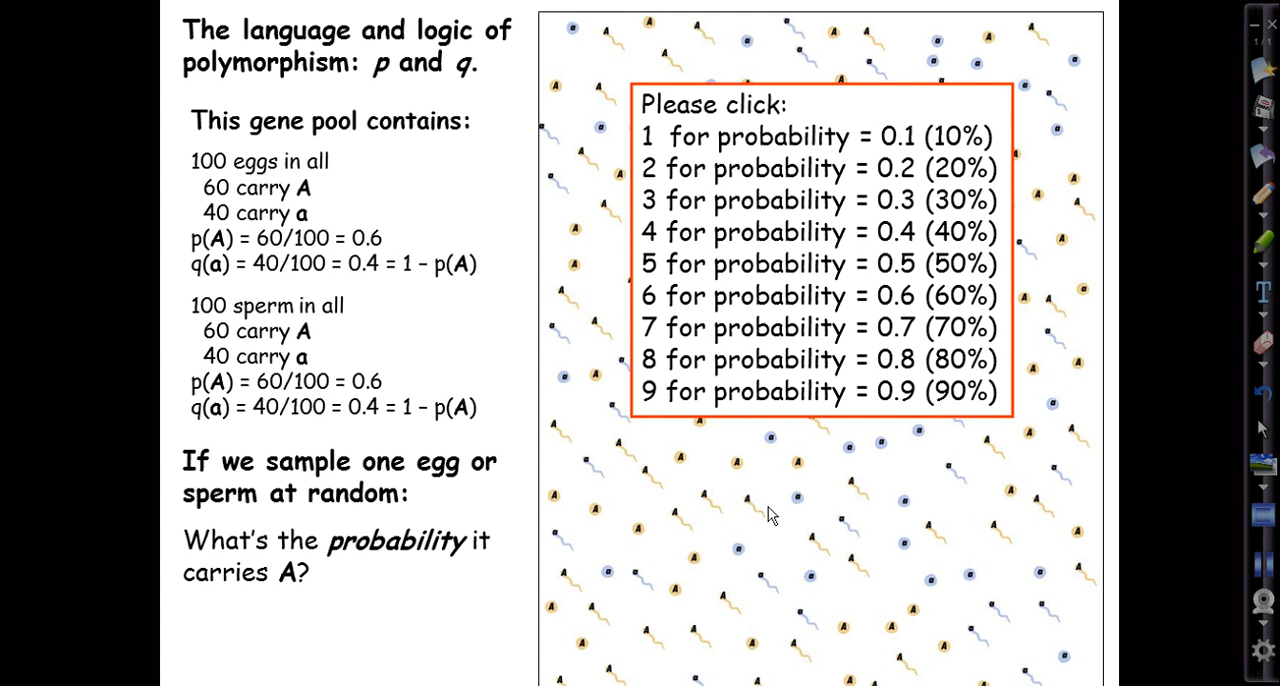 The language and logic of
polymorphism: p and q.
This gene pool contains:
100 eggs in all
60 carry A
40 carry a
p(A) = 60/100 = 0.6
q(a) = 40/100 = 0.4 = 1 – p(A)
100 sperm in all
60 carry A
40 carry a
p(A) = 60/100 = 0.6
q(a) = 40/100 = 0.4 = 1 – p(A)
If we sample one egg or
sperm at random:
What's the probability it
carries A?
Please click:
1 for probability = 0.1 (10%)
2 for probability = 0.2 (20%)
3 for probability = 0.3 (30%)
4 for probability = 0.4 (40%)
5 for probability = 0.5 (50%)
6 for probability = 0.6 (60%)
7 for probability = 0.7 (70%)
8 for probability = 0.8 (80%)
9 for probability = 0.9 (90%)
1/1